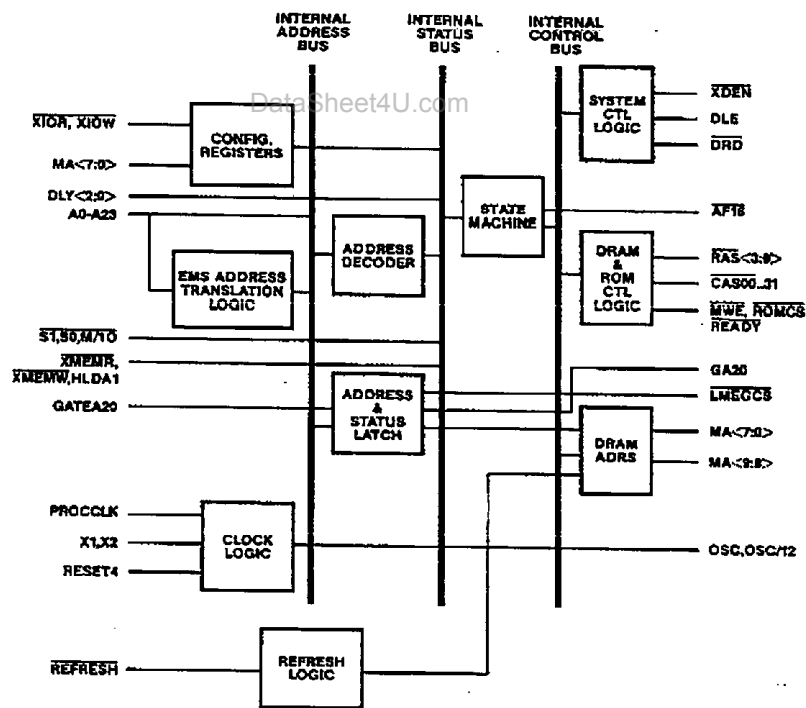 INTERNAL
ADDRESS
BUS
INTERNAL
STATUS
BUS
INTERNAL
CONTROL
BUS
DataSheet4U.com
XIOR, XIOW
MA<7:0>
DLY<2:0>
A0-A23
CONFIG.
REGISTERS
EMS ADDRESS
TRANSLATION
LOGIC
ADDRESS
DECODER
STATE
MACHINE
SYSTEM
CTL
LOGIC
XDEN
DLE
DRD
AF16
DRAM
&
ROM
CTL
LOGIC
RAS<3:0>
CAS00..31
MWE, ROMCS
READY
S1,S0,M/IO
XMEMR,
XMEMW,HLDA1
GATEA20
ADDRESS
&
STATUS
LATCH
GA20
LMEGCS
DRAM
ADRS
MA<7:0>
MA<9:8>
PROCCLK
X1,X2
RESET4
CLOCK
LOGIC
OSC,OSC/12
REFRESH
REFRESH
LOGIC